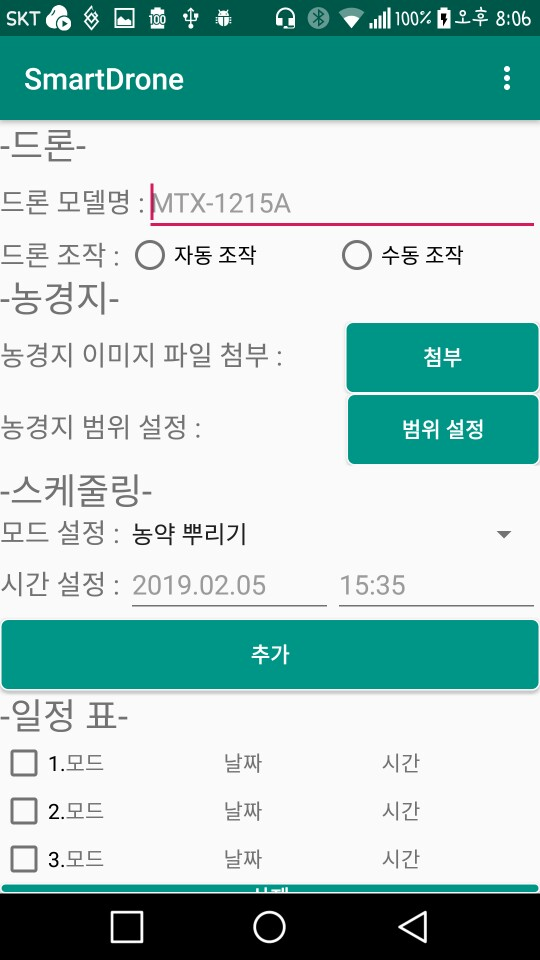 SKT 100 100% 오후 8:06
SmartDrone
-드론-
드론 모델명 : MTX-1215A
드론 조작 : 자동 조작 수동 조작
-농경지-
농경지 이미지 파일 첨부 : 첨부
농경지 범위 설정 : 범위 설정
-스케줄링-
모드 설정 : 농약 뿌리기
시간 설정 : 2019.02.05 15:35
추가
-일정 표-
1.모드 날짜 시간
2.모드 날짜 시간
3.모드 날짜 시간